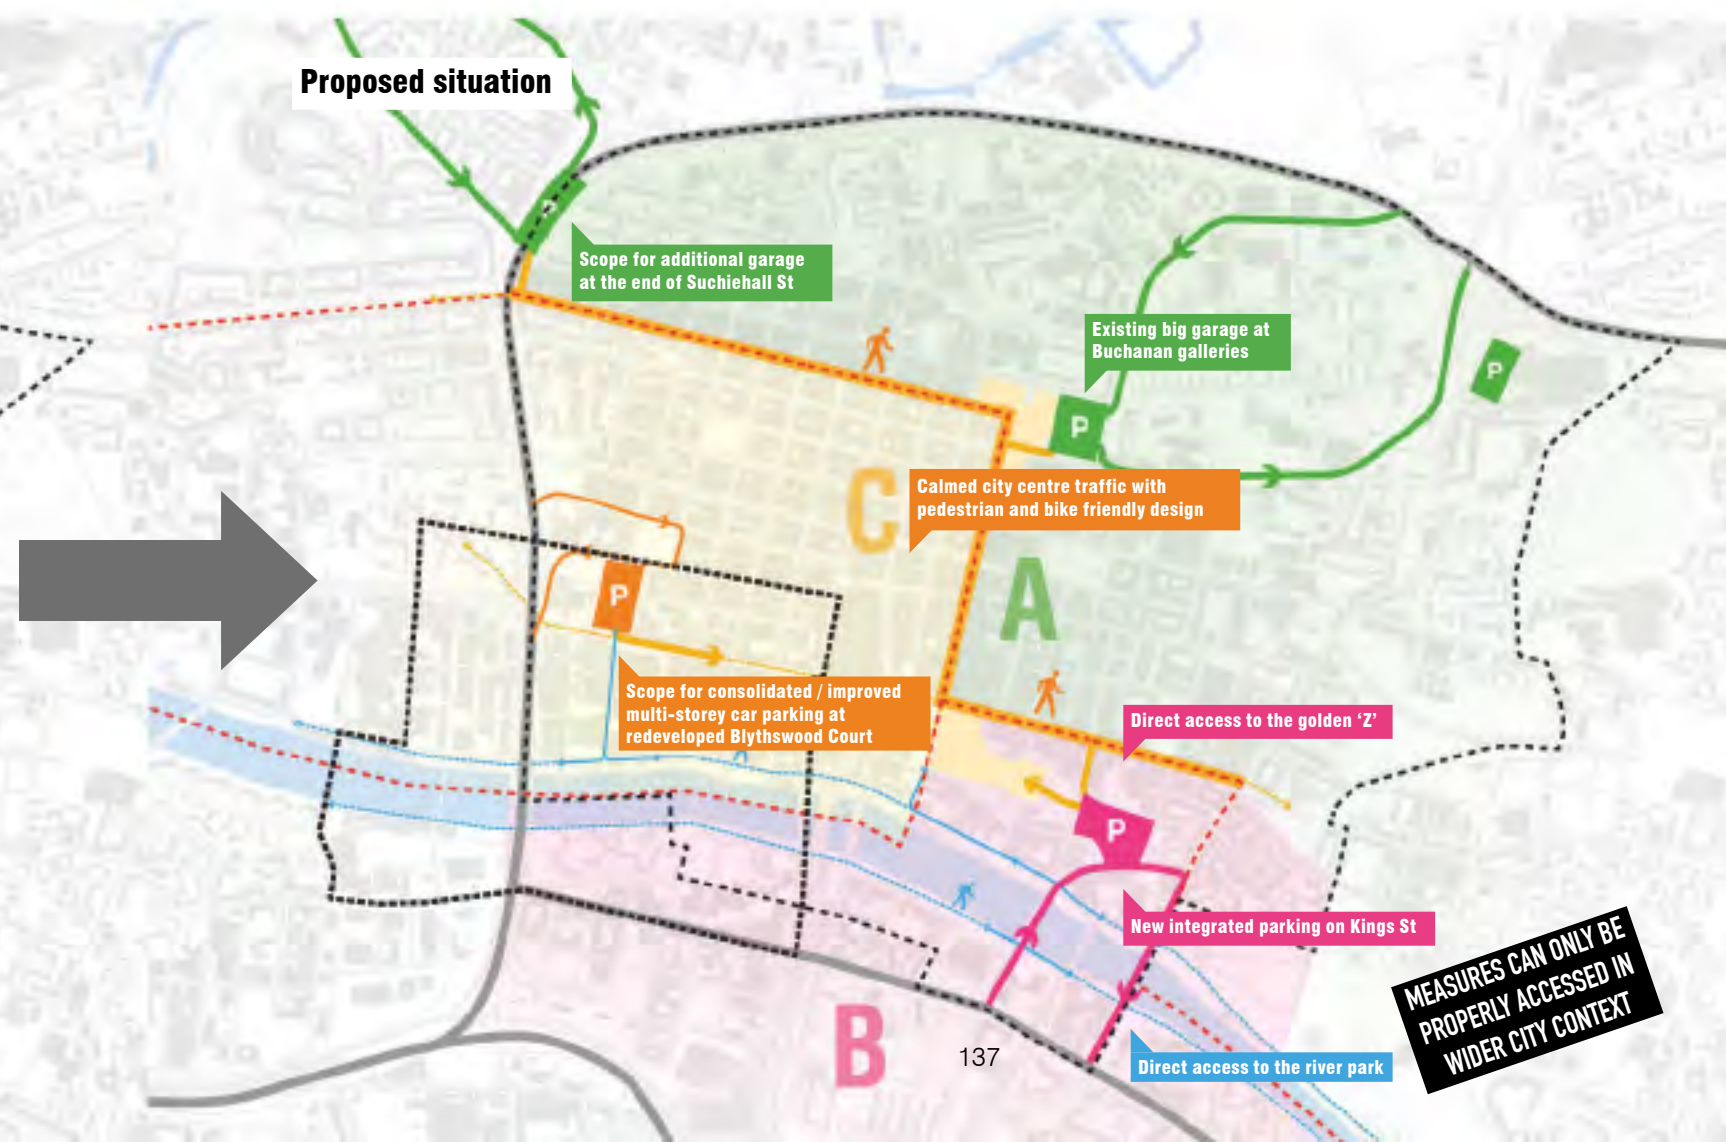 Proposed situation
P
Scope for additional garage
at the end of Suchiehall St
Existing big garage at
Buchanan galleries
P
P
C
Calmed city centre traffic with
pedestrian and bike friendly design
A
P
Scope for consolidated / improved
multi-storey car parking at
redeveloped Blythswood Court
Direct access to the golden ‘Z’
P
New integrated parking on Kings St
MEASURES CAN ONLY BE
PROPERLY ACCESSED IN
WIDER CITY CONTEXT
B
137
Direct access to the river park